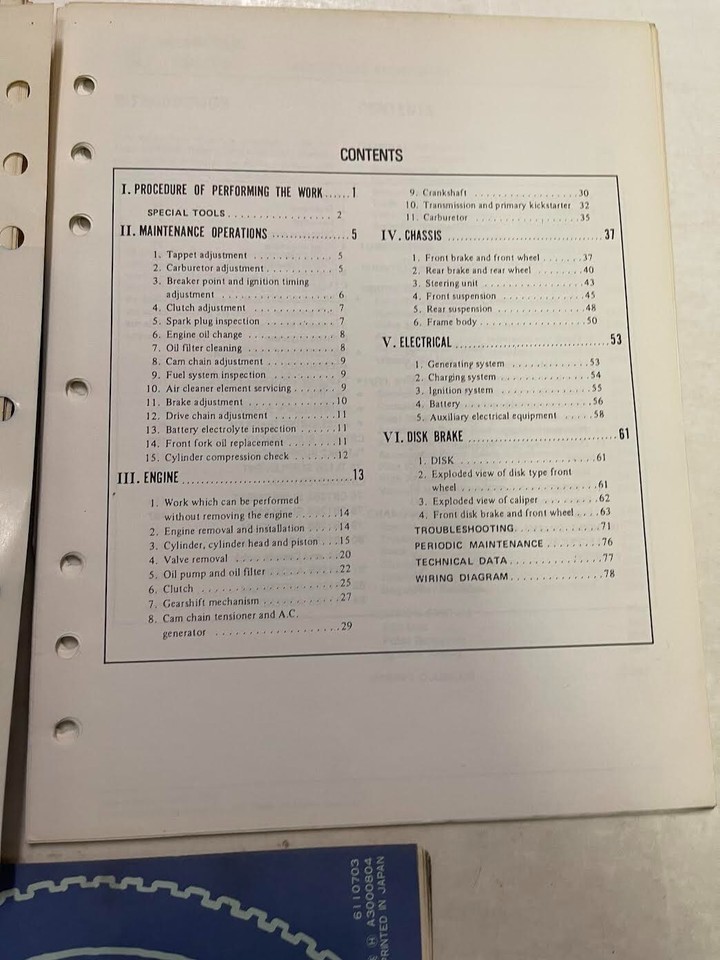 CONTENTS
I. PROCEDURE OF PERFORMING THE WORK ...... 1
SPECIAL TOOLS ................. 2
II. MAINTENANCE OPERATIONS ................. 5
1. Tappet adjustment ............. 5
2. Carburetor adjustment ........... 5
3. Breaker point and ignition timing
adjustment .................. 6
4. Clutch adjustment .............. 7
5. Spark plug inspection ........... 7
6. Engine oil change .............. 8
7. Oil filter cleaning .............. 8
8. Cam chain adjustment ........... 9
9. Fuel system inspection .......... 9
10. Air cleaner element servicing ...... 9
11. Brake adjustment .............. 10
12. Drive chain adjustment .......... 11
13. Battery electrolyte inspection ...... 11
14. Front fork oil replacement ........ 11
15. Cylinder compression check ....... 12
III. ENGINE .................................. 13
1. Work which can be performed
without removing the engine ....... 14
2. Engine removal and installation ..... 14
3. Cylinder, cylinder head and piston ... 15
4. Valve removal ................. 20
5. Oil pump and oil filter ........... 22
6. Clutch ...................... 25
7. Gearshift mechanism ............ 27
8. Cam chain tensioner and A.C.
generator .................... 29
9. Crankshaft ................. 30
10. Transmission and primary kickstarter 32
11. Carburetor ................. 35
IV. CHASSIS ............................... 37
1. Front brake and front wheel ....... 37
2. Rear brake and rear wheel ........ 40
3. Steering unit ................. 43
4. Front suspension .............. 45
5. Rear suspension ............... 48
6. Frame body .................. 50
V. ELECTRICAL .............................. 53
1. Generating system ............. 53
2. Charging system ............... 54
3. Ignition system ............... 55
4. Battery ..................... 56
5. Auxiliary electrical equipment ..... 58
VI. DISK BRAKE ............................. 61
1. DISK ...................... 61
2. Exploded view of disk type front
wheel ...................... 61
3. Exploded view of caliper ......... 62
4. Front disk brake and front wheel .... 63
TROUBLESHOOTING .............. 71
PERIODIC MAINTENANCE ......... 76
TECHNICAL DATA ............... 77
WIRING DIAGRAM ............... 78
6110703
H A3000804
PRINTED IN JAPAN